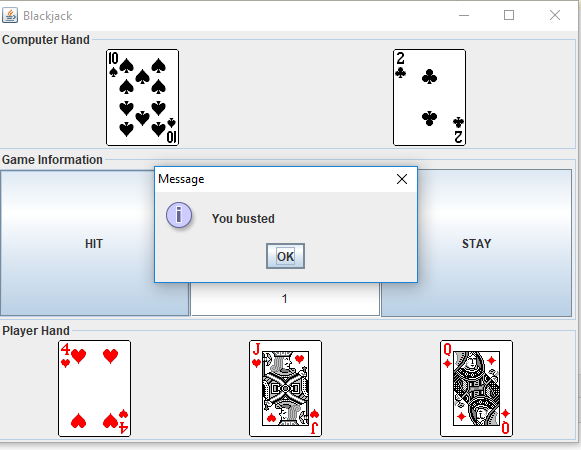 Blackjack
Computer Hand
10
10
2
2
Game Information
Message
HIT
You busted
STAY
OK
1
Player Hand
4
4
J
J
Q
Q